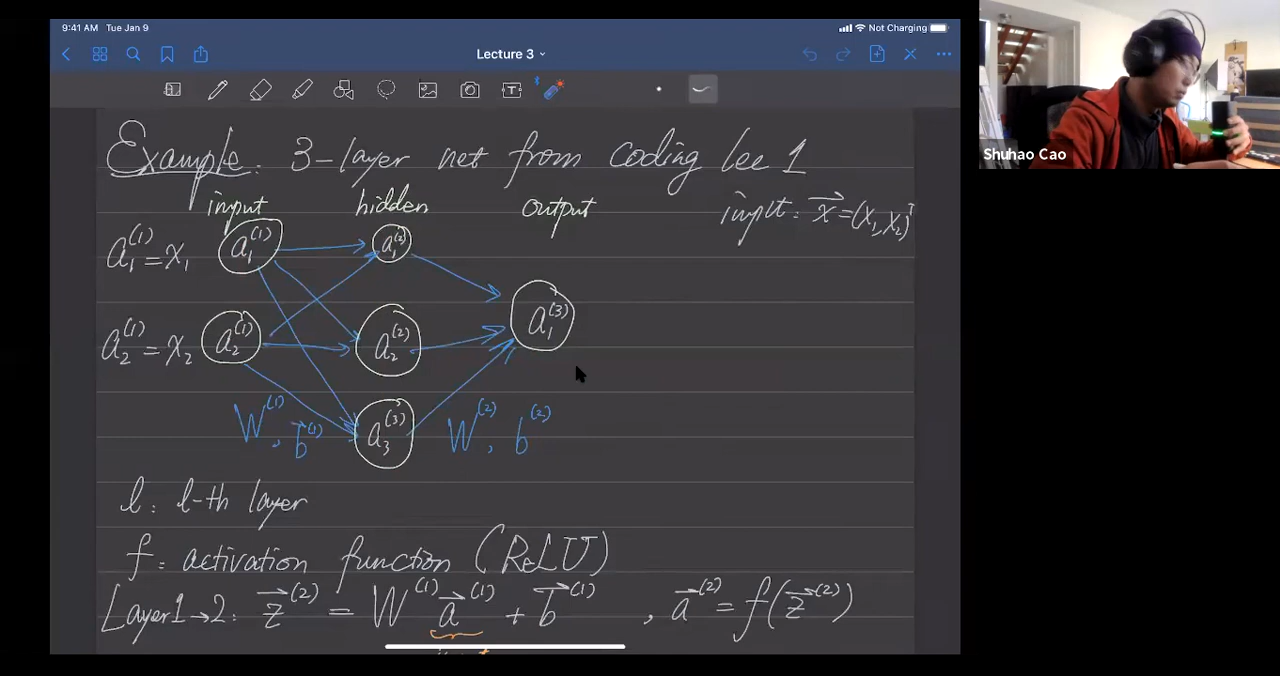 9:41 AM Tue Jan 9
Not Charging
Lecture 3
Example: 3-layer net from Coding Lec 1
input hidden output
input: x⃗ = (x₁, x₂)ᵀ
a₁⁽¹⁾ = x₁ a₁⁽¹⁾ a₁⁽²⁾
a₁⁽³⁾
a₂⁽¹⁾ = x₂ a₂⁽¹⁾ a₂⁽²⁾
W⁽¹⁾, b⃗⁽¹⁾ a₃⁽³⁾ W⁽²⁾, b⁽²⁾
l: l-th layer
f: activation function (ReLU)
Layer 1→2: z⃗⁽²⁾ = W⁽¹⁾ a⃗⁽¹⁾ + b⃗⁽¹⁾, a⃗⁽²⁾ = f(z⃗⁽²⁾)
Shuhao Cao